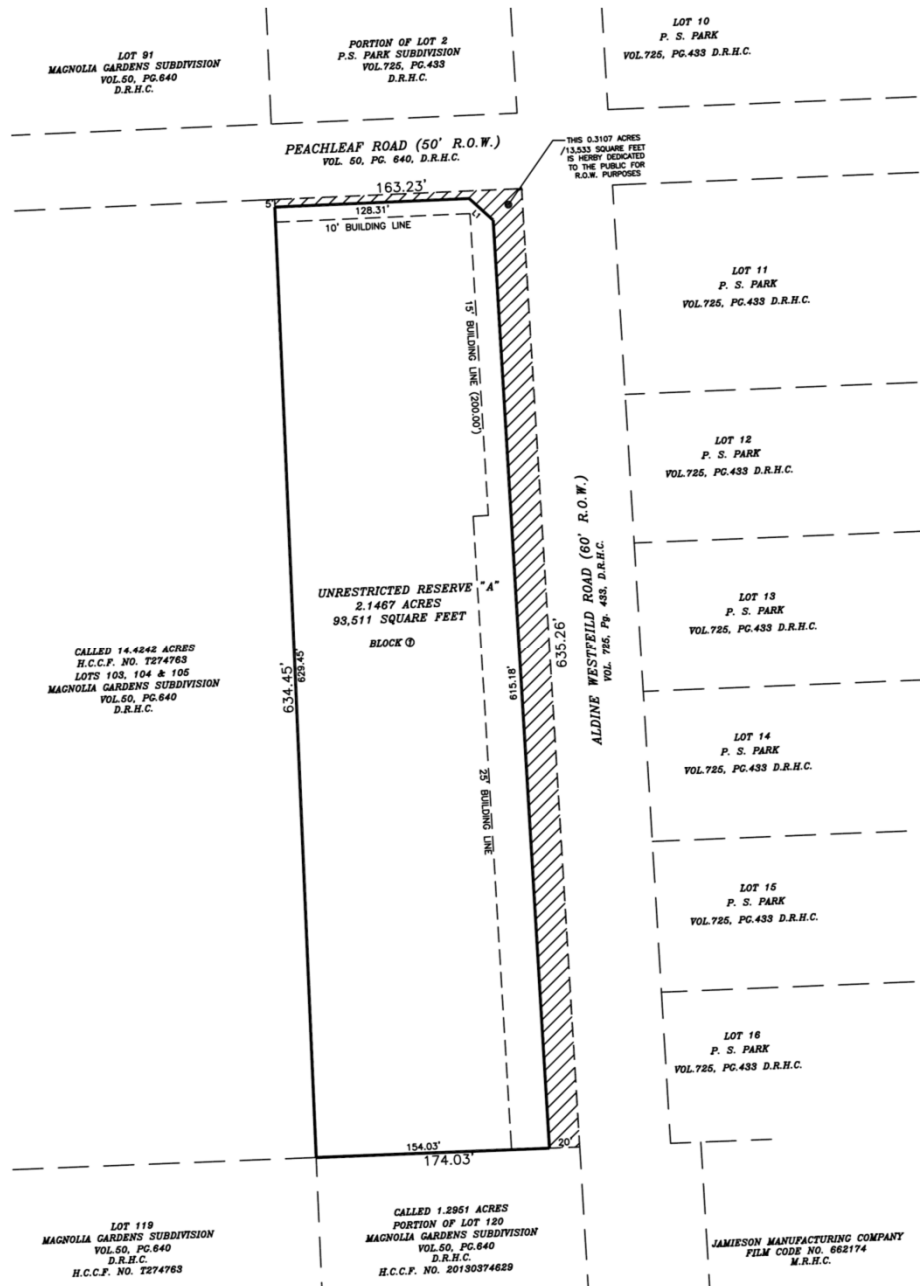 LOT 91
MAGNOLIA GARDENS SUBDIVISION
VOL.50, PG.640
D.R.H.C.
PORTION OF LOT 2
P.S. PARK SUBDIVISION
VOL.725, PG.433
D.R.H.C.
LOT 10
P. S. PARK
VOL.725, PG.433 D.R.H.C.
PEACHLEAF ROAD (50' R.O.W.)
VOL. 50, PG. 640, D.R.H.C.
THIS 0.3107 ACRES
/13,533 SQUARE FEET
IS HERBY DEDICATED
TO THE PUBLIC FOR
R.O.W. PURPOSES
163.23'
5'
128.31'
L1
10' BUILDING LINE
15' BUILDING LINE (200.00')
LOT 11
P. S. PARK
VOL.725, PG.433 D.R.H.C.
LOT 12
P. S. PARK
VOL.725, PG.433 D.R.H.C.
ALDINE WESTFEILD ROAD (60' R.O.W.)
VOL. 725, Pg. 433, D.R.H.C.
UNRESTRICTED RESERVE "A"
2.1467 ACRES
93,511 SQUARE FEET
BLOCK ①
LOT 13
P. S. PARK
VOL.725, PG.433 D.R.H.C.
CALLED 14.4242 ACRES
H.C.C.F. NO. T274763
LOTS 103, 104 & 105
MAGNOLIA GARDENS SUBDIVISION
VOL.50, PG.640
D.R.H.C.
634.45'
629.45'
615.18'
635.26'
LOT 14
P. S. PARK
VOL.725, PG.433 D.R.H.C.
25' BUILDING LINE
LOT 15
P. S. PARK
VOL.725, PG.433 D.R.H.C.
LOT 16
P. S. PARK
VOL.725, PG.433 D.R.H.C.
154.03'
20'
174.03'
LOT 119
MAGNOLIA GARDENS SUBDIVISION
VOL.50, PG.640
D.R.H.C.
H.C.C.F. NO. T274763
CALLED 1.2951 ACRES
PORTION OF LOT 120
MAGNOLIA GARDENS SUBDIVISION
VOL.50, PG.640
D.R.H.C.
H.C.C.F. NO. 20130374629
JAMIESON MANUFACTURING COMPANY
FILM CODE NO. 662174
M.R.H.C.